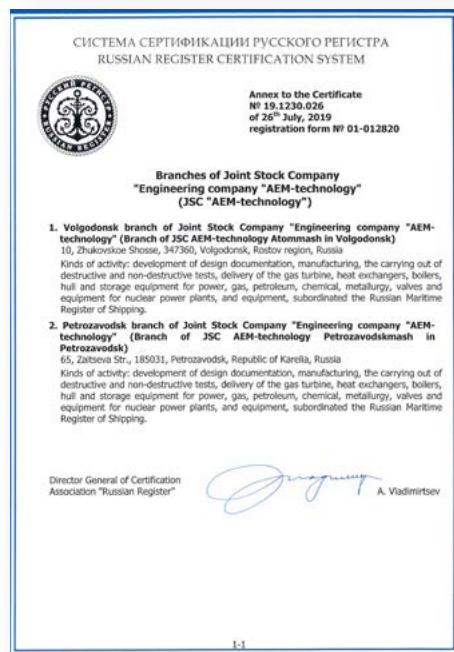 СИСТЕМА СЕРТИФИКАЦИИ РУССКОГО РЕГИСТРА
RUSSIAN REGISTER CERTIFICATION SYSTEM
РУССКИЙ РЕГИСТР
RUSSIAN REGISTER
Annex to the Certificate
№ 19.1230.026
of 26th July, 2019
registration form № 01-012820
Branches of Joint Stock Company
"Engineering company "AEM-technology"
(JSC "AEM-technology")
1. Volgodonsk branch of Joint Stock Company "Engineering company "AEM-
technology" (Branch of JSC AEM-technology Atommash in Volgodonsk)
10, Zhukovskoe Shosse, 347360, Volgodonsk, Rostov region, Russia
Kinds of activity: development of design documentation, manufacturing, the carrying out of
destructive and non-destructive tests, delivery of the gas turbine, heat exchangers, boilers,
hull and storage equipment for power, gas, petroleum, chemical, metallurgy, valves and
equipment for nuclear power plants, and equipment, subordinated the Russian Maritime
Register of Shipping.
2. Petrozavodsk branch of Joint Stock Company "Engineering company "AEM-
technology" (Branch of JSC AEM-technology Petrozavodskmash in
Petrozavodsk)
65, Zaitseva Str., 185031, Petrozavodsk, Republic of Karelia, Russia
Kinds of activity: development of design documentation, manufacturing, the carrying out of
destructive and non-destructive tests, delivery of the gas turbine, heat exchangers, boilers,
hull and storage equipment for power, gas, petroleum, chemical, metallurgy, valves and
equipment for nuclear power plants, and equipment, subordinated the Russian Maritime
Register of Shipping.
Director General of Certification
Association "Russian Register"
A. Vladimirtsev
1-1